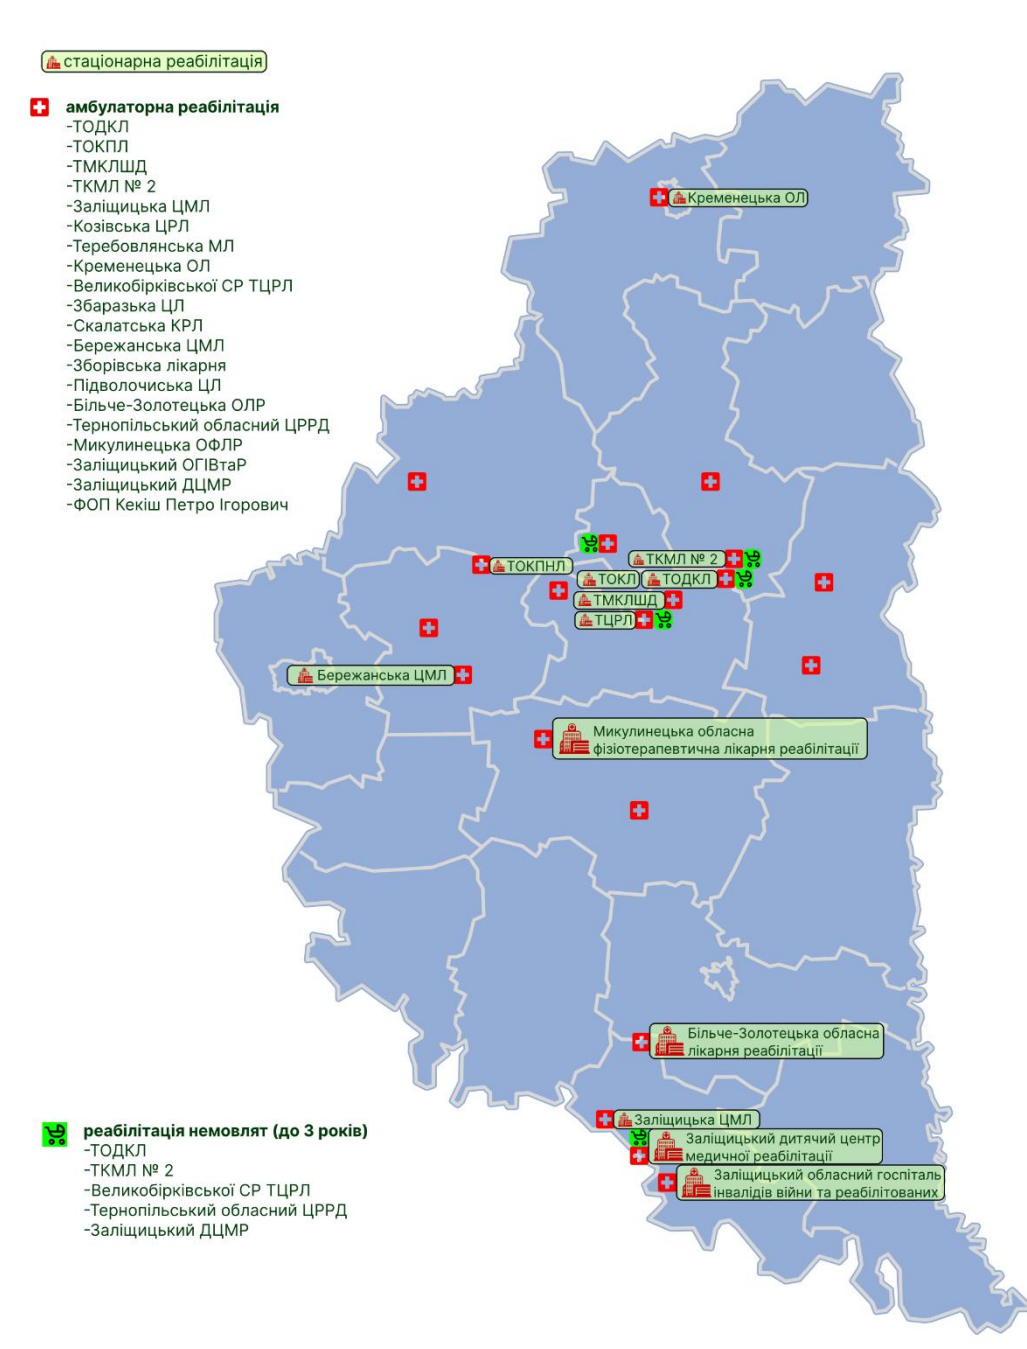 стаціонарна реабілітація
амбулаторна реабілітація
-ТОДКЛ
-ТОКПЛ
-ТМКЛШД
-ТКМЛ № 2
-Заліщицька ЦМЛ
-Козівська ЦРЛ
-Теребовлянська МЛ
-Кременецька ОЛ
-Великобірківської СР ТЦРЛ
-Збаразька ЦЛ
-Скалатська КРЛ
-Бережанська ЦМЛ
-Зборівська лікарня
-Підволочиська ЦЛ
-Більче-Золотецька ОЛР
-Тернопільський обласний ЦРРД
-Микулинецька ОФЛР
-Заліщицький ОГІВтаР
-Заліщицький ДЦМР
-ФОП Кекіш Петро Ігорович
Кременецька ОЛ
ТКМЛ № 2
ТОКПНЛ
ТОКЛ
ТОДКЛ
ТМКЛШД
ТЦРЛ
Бережанська ЦМЛ
Микулинецька обласна
фізіотерапевтична лікарня реабілітації
Більче-Золотецька обласна
лікарня реабілітації
Заліщицька ЦМЛ
Заліщицький дитячий центр
медичної реабілітації
Заліщицький обласний госпіталь
інвалідів війни та реабілітованих
реабілітація немовлят (до 3 років)
-ТОДКЛ
-ТКМЛ № 2
-Великобірківської СР ТЦРЛ
-Тернопільський обласний ЦРРД
-Заліщицький ДЦМР